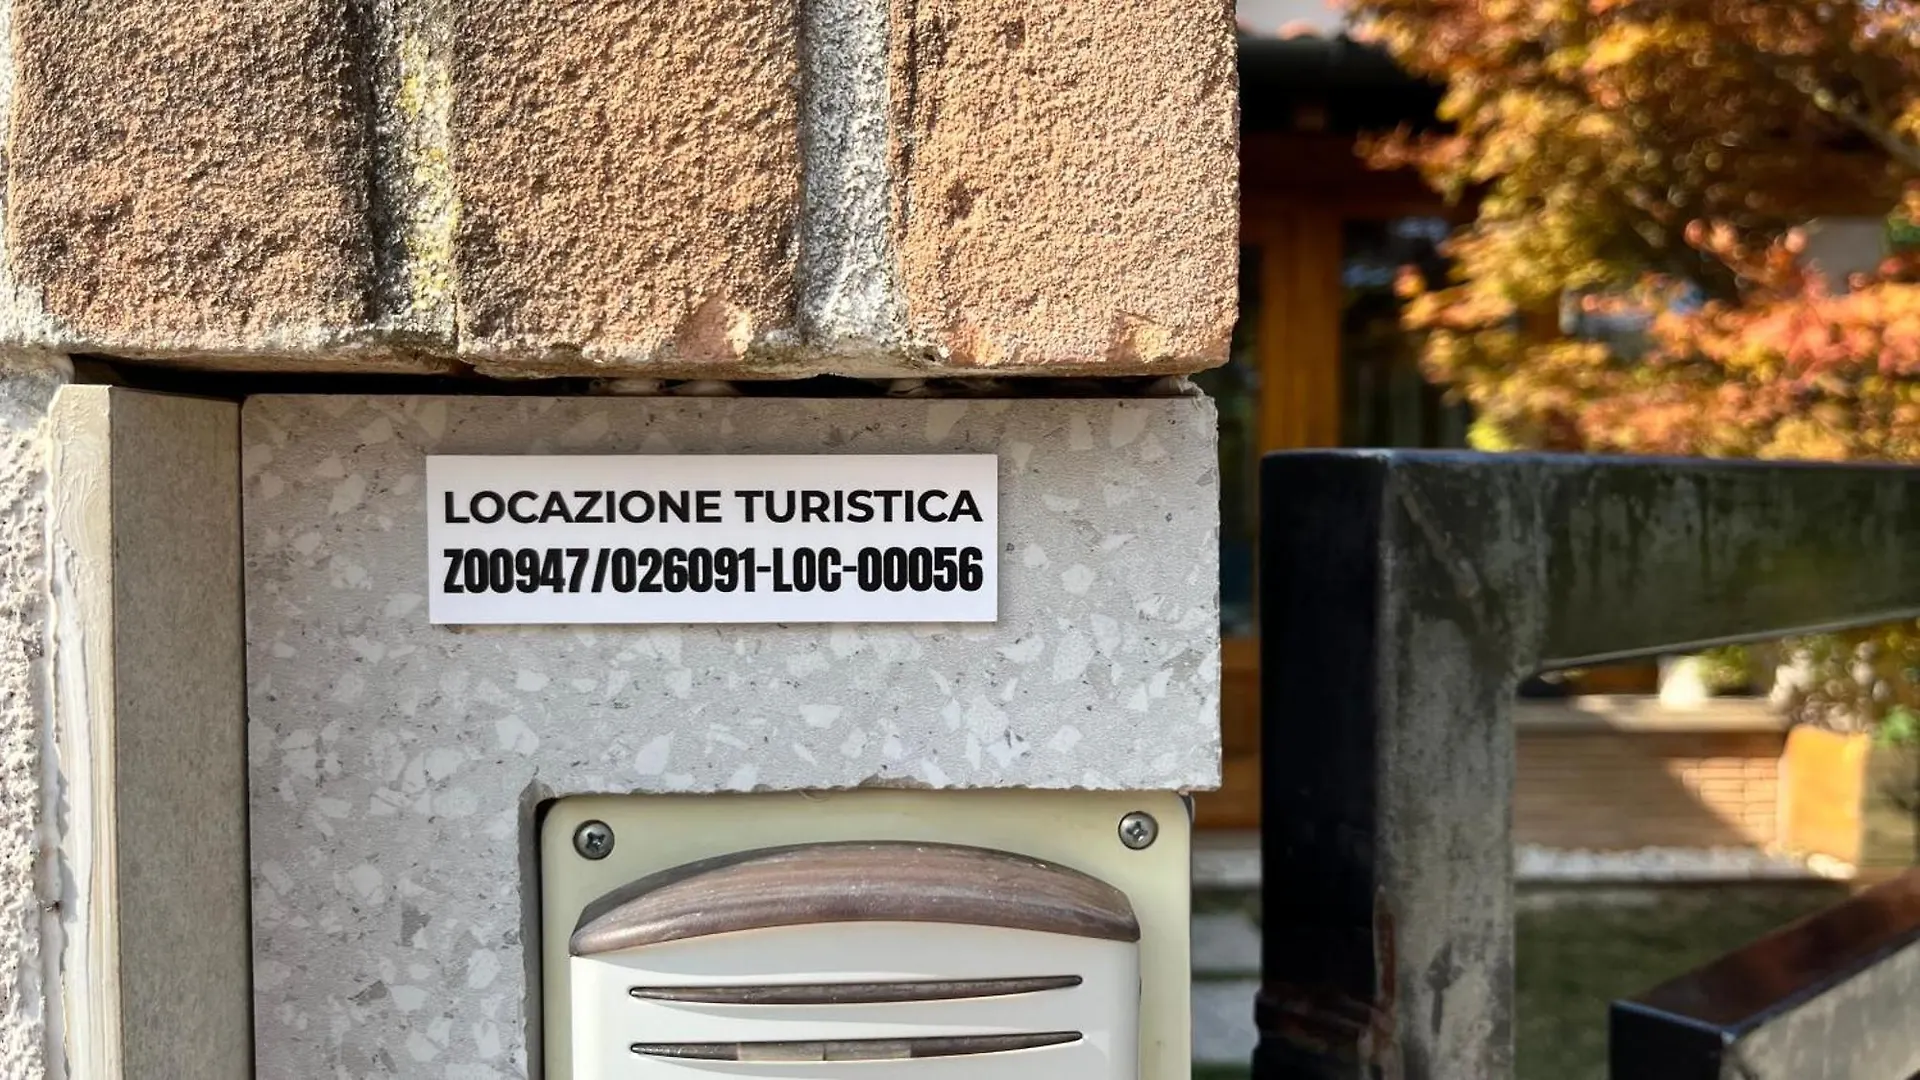 LOCAZIONE TURISTICA
Z00947/026091-LOC-00056